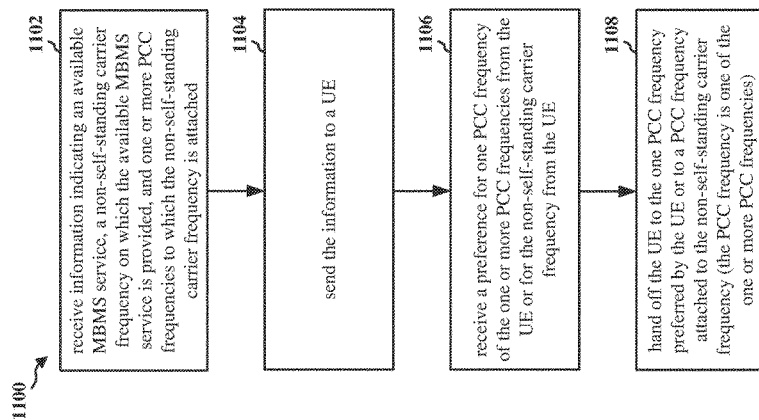 1100
1102
receive information indicating an available
MBMS service, a non-self-standing carrier
frequency on which the available MBMS
service is provided, and one or more PCC
frequencies to which the non-self-standing
carrier frequency is attached
1104
send the information to a UE
1106
receive a preference for one PCC frequency
of the one or more PCC frequencies from the
UE or for the non-self-standing carrier
frequency from the UE
1108
hand off the UE to the one PCC frequency
preferred by the UE or to a PCC frequency
attached to the non-self-standing carrier
frequency (the PCC frequency is one of the
one or more PCC frequencies)